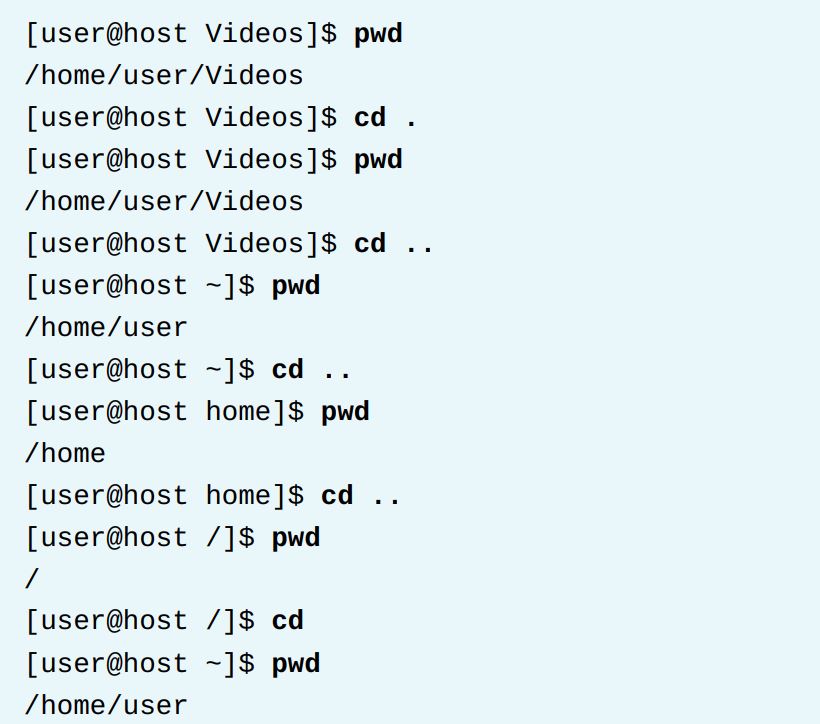 [user@host Videos]$ pwd
/home/user/Videos
[user@host Videos]$ cd .
[user@host Videos]$ pwd
/home/user/Videos
[user@host Videos]$ cd ..
[user@host ~]$ pwd
/home/user
[user@host ~]$ cd ..
[user@host home]$ pwd
/home
[user@host home]$ cd ..
[user@host /]$ pwd
/
[user@host /]$ cd
[user@host ~]$ pwd
/home/user